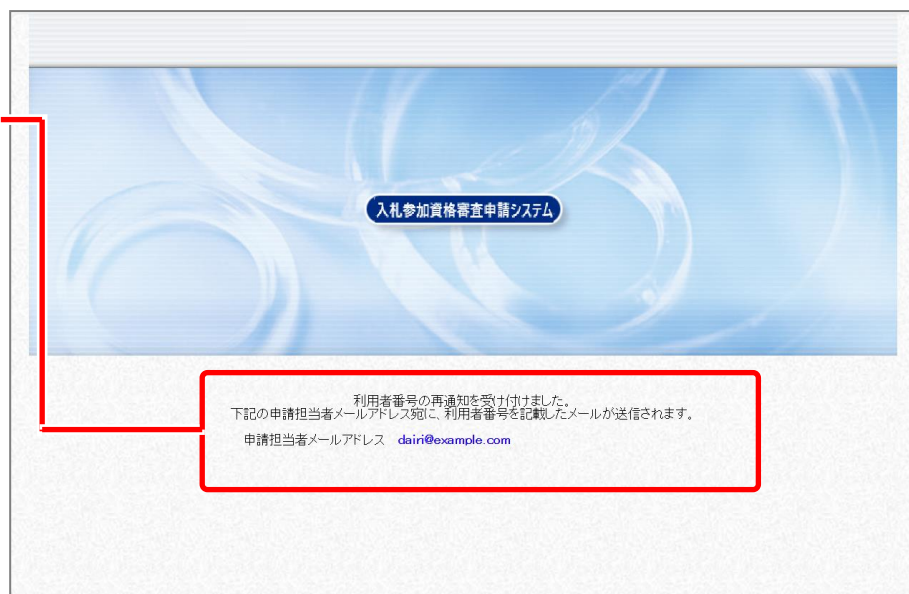 入札参加資格審査申請システム
利用者番号の再通知を受け付けました。
下記の申請担当者メールアドレス宛に、利用者番号を記載したメールが送信されます。
申請担当者メールアドレス dairi@example.com